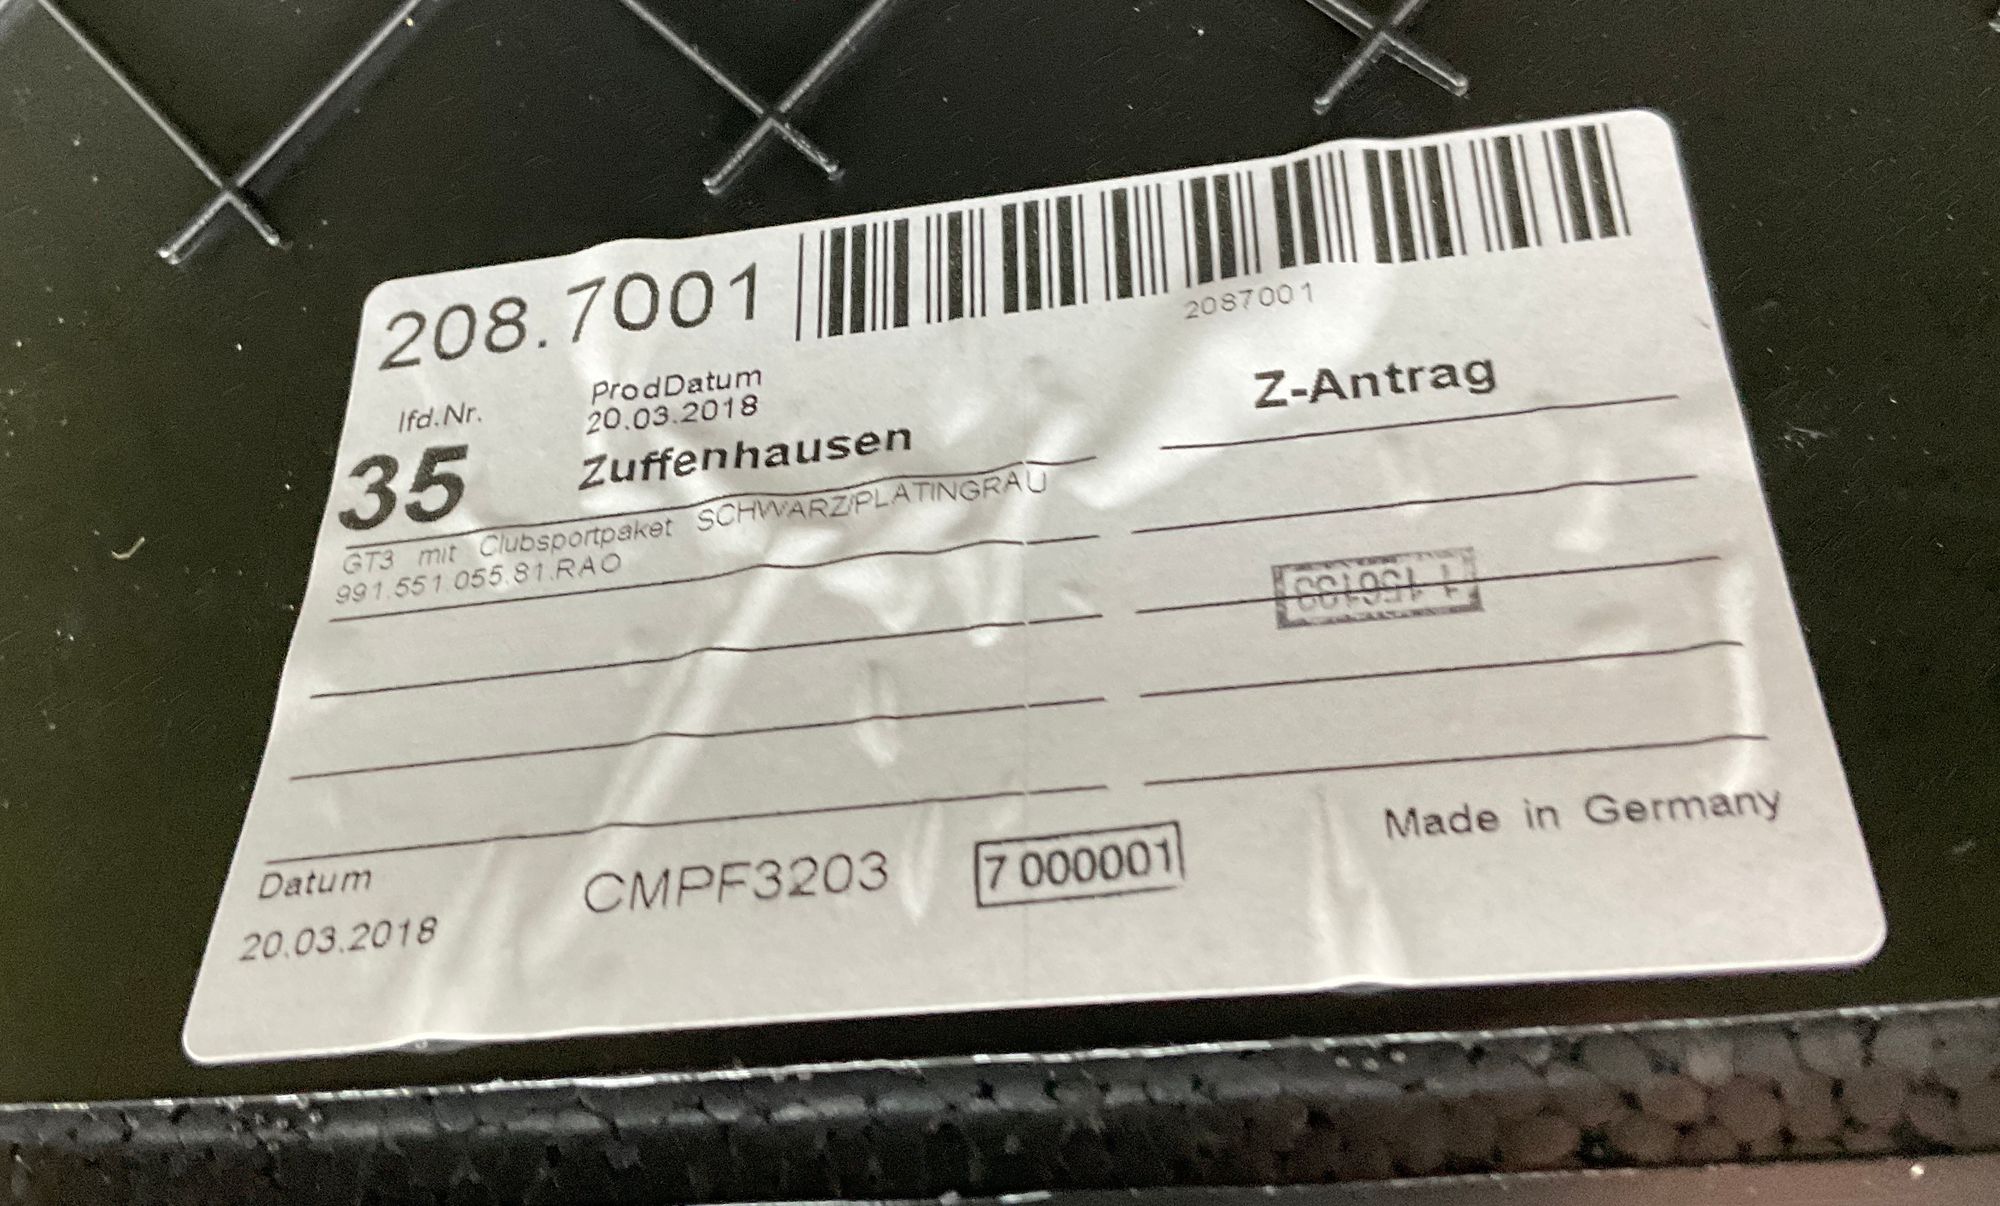 208.7001
2087001
lfd.Nr.
ProdDatum
20.03.2018
35
Zuffenhausen
Z-Antrag
GT3 mit Clubsportpaket SCHWARZ/PLATINGRAU
991.551.055.81.RAO
Datum
20.03.2018
CMPF3203
7 000001
Made in Germany